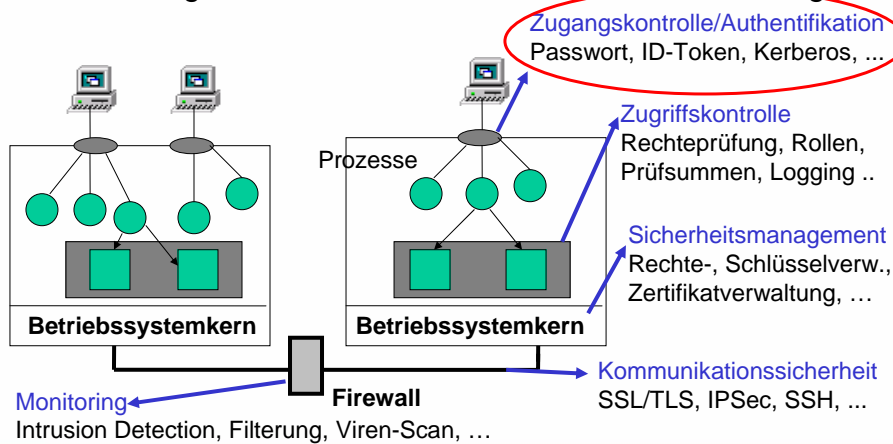 Zugangskontrolle/Authentifikation
Passwort, ID-Token, Kerberos, ...
Zugriffskontrolle
Rechteprüfung, Rollen,
Prüfsummen, Logging ..
Prozesse
Sicherheitsmanagement
Rechte-, Schlüsselverw.,
Zertifikatverwaltung, …
Betriebssystemkern
Betriebssystemkern
Kommunikationssicherheit
SSL/TLS, IPSec, SSH, ...
Firewall
Monitoring
Intrusion Detection, Filterung, Viren-Scan, …